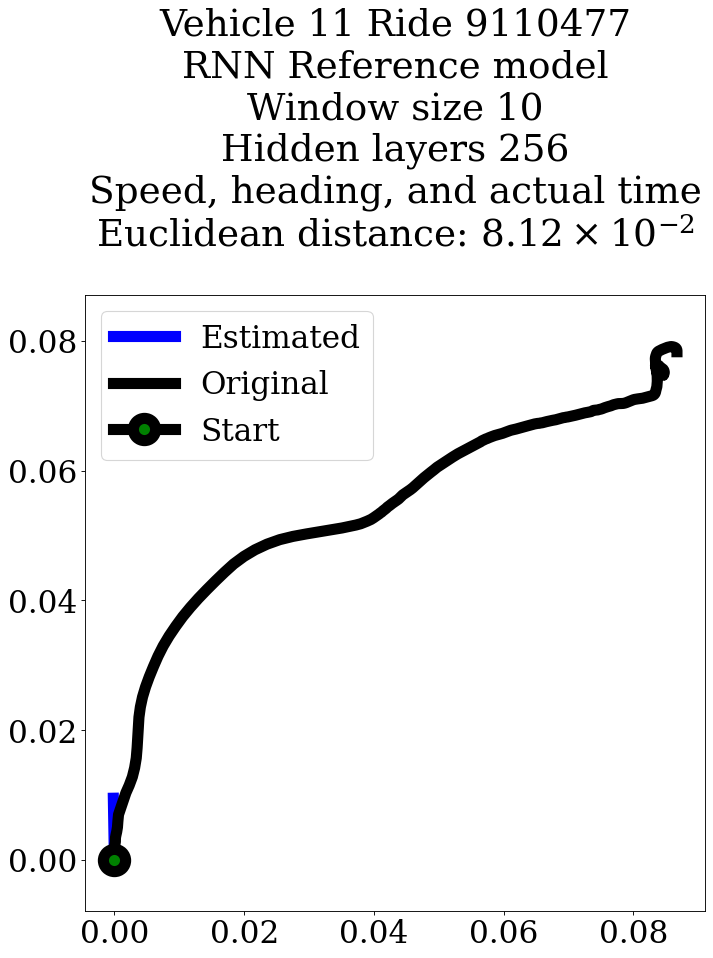 Vehicle 11 Ride 9110477
RNN Reference model
Window size 10
Hidden layers 256
Speed, heading, and actual time
Euclidean distance: 8.12 × 10⁻²
Estimated
Original
Start
0.08
0.06
0.04
0.02
0.00
0.00 0.02 0.04 0.06 0.08